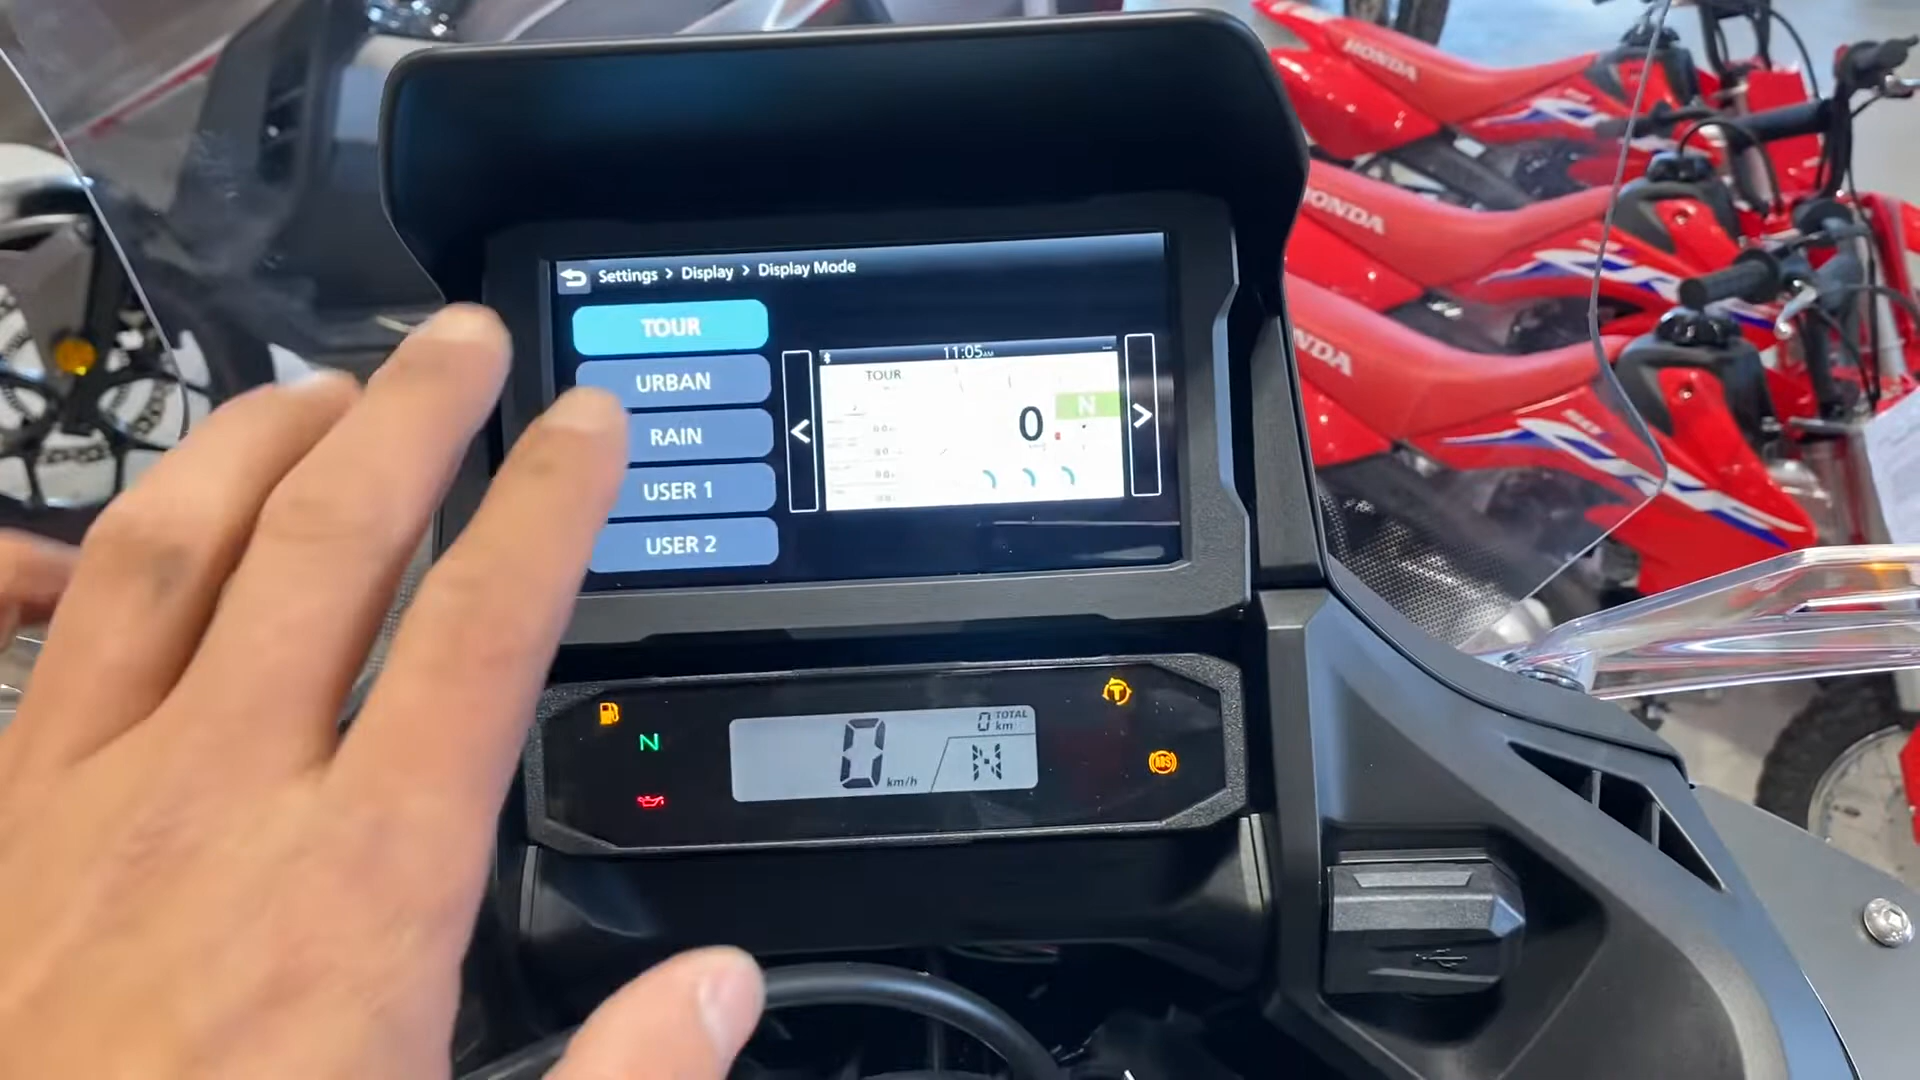 HONDA
HONDA
Settings > Display > Display Mode
TOUR
URBAN
RAIN
USER 1
USER 2
<
>
11:05AM
TOUR
N
0
T
N
ABS
0
km/h
0 TOTAL
km
N